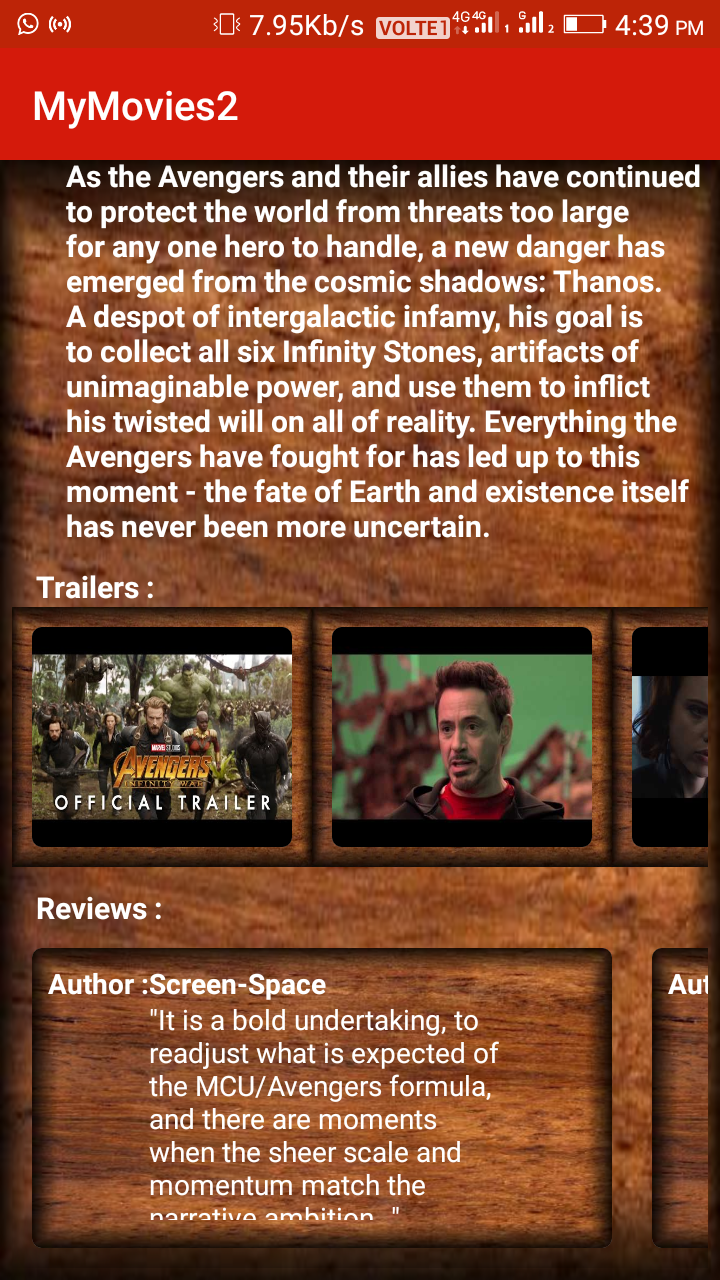 7.95Kb/s VOLTE1 4G 4G 1 G 2 4:39 PM
MyMovies2
As the Avengers and their allies have continued
to protect the world from threats too large
for any one hero to handle, a new danger has
emerged from the cosmic shadows: Thanos.
A despot of intergalactic infamy, his goal is
to collect all six Infinity Stones, artifacts of
unimaginable power, and use them to inflict
his twisted will on all of reality. Everything the
Avengers have fought for has led up to this
moment - the fate of Earth and existence itself
has never been more uncertain.
Trailers :
MARVEL STUDIOS
AVENGERS
INFINITY WAR
OFFICIAL TRAILER
Reviews :
Author :Screen-Space
"It is a bold undertaking, to
readjust what is expected of
the MCU/Avengers formula,
and there are moments
when the sheer scale and
momentum match the
narrative ambition..."
Aut